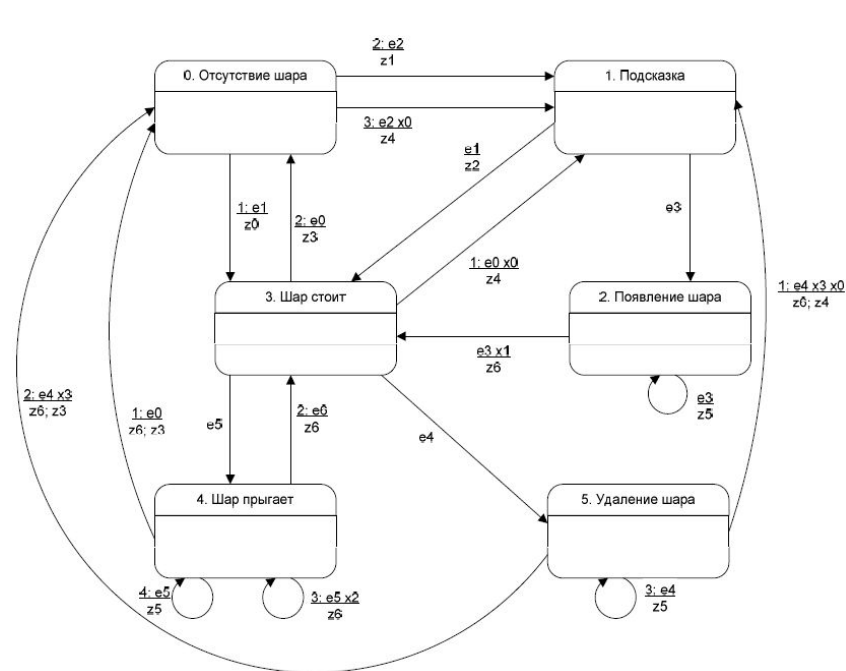 2: e2
z1
0. Отсутствие шара
1. Подсказка
3: e2 x0
z4
e1
z2
1: e1
z0
2: e0
z3
e3
1: e0 x0
z4
3. Шар стоит
2. Появление шара
1: e4 x3 x0
z6; z4
e3 x1
z6
2: e4 x3
z6; z3
1: e0
z6; z3
e5
2: e6
z6
e3
z5
e4
4. Шар прыгает
5. Удаление шара
4: e5
z5
3: e5 x2
z6
3: e4
z5